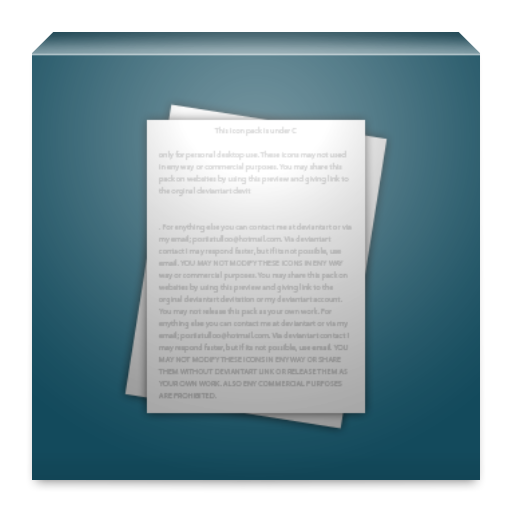 This icon pack is under C
only for personal desktop use. These icons may not used
in eny way or commercial purposes. You may share this
pack on websites by using this preview and giving link to
the orginal deviantart devit
. For enything else you can contact me at deviantart or via
my email; Via deviantart
contact I may respond faster, but if its not possible, use
email. YOU MAY NOT MODIFY THESE ICONS IN ENY WAY
way or commercial purposes. You may share this pack on
websites by using this preview and giving link to the
orginal deviantart deviation or my deviantart account.
You may not release this pack as your own work. For
enything else you can contact me at deviantart or via my
email; Via deviantart contact I
may respond faster, but if its not possible, use email. YOU
MAY NOT MODIFY THESE ICONS IN ENY WAY OR SHARE
THEM WITHOUT DEVIANTART LINK OR RELEASE THEM AS
YOUR OWN WORK. ALSO ENY COMMERCIAL PURPOSES
ARE PROHIBITED.